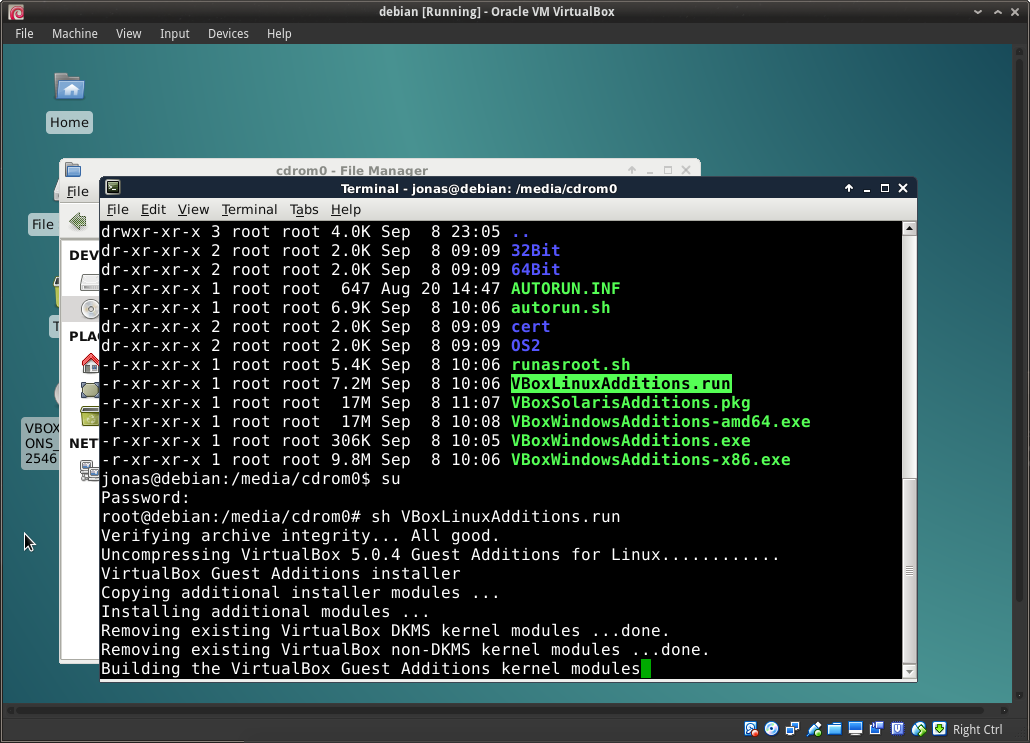 debian [Running] - Oracle VM VirtualBox
File Machine View Input Devices Help
Home
cdrom0 - File Manager
File
Terminal - jonas@debian: /media/cdrom0
File Edit View Terminal Tabs Help
File
DEV
PLAC
NET
VBOX
ONS_
2546
drwxr-xr-x 3 root root 4.0K Sep  8 23:05 ..
dr-xr-xr-x 2 root root 2.0K Sep  8 09:09 32Bit
dr-xr-xr-x 2 root root 2.0K Sep  8 09:09 64Bit
-r-xr-xr-x 1 root root  647 Aug 20 14:47 AUTORUN.INF
-r-xr-xr-x 1 root root 6.9K Sep  8 10:06 autorun.sh
dr-xr-xr-x 2 root root 2.0K Sep  8 09:09 cert
dr-xr-xr-x 2 root root 2.0K Sep  8 09:09 OS2
-r-xr-xr-x 1 root root 5.4K Sep  8 10:06 runasroot.sh
-r-xr-xr-x 1 root root 7.2M Sep  8 10:06 VBoxLinuxAdditions.run
-r-xr-xr-x 1 root root  17M Sep  8 11:07 VBoxSolarisAdditions.pkg
-r-xr-xr-x 1 root root  17M Sep  8 10:08 VBoxWindowsAdditions-amd64.exe
-r-xr-xr-x 1 root root 306K Sep  8 10:05 VBoxWindowsAdditions.exe
-r-xr-xr-x 1 root root 9.8M Sep  8 10:06 VBoxWindowsAdditions-x86.exe
jonas@debian:/media/cdrom0$ su
Password:
root@debian:/media/cdrom0# sh VBoxLinuxAdditions.run
Verifying archive integrity... All good.
Uncompressing VirtualBox 5.0.4 Guest Additions for Linux............
VirtualBox Guest Additions installer
Copying additional installer modules ...
Installing additional modules ...
Removing existing VirtualBox DKMS kernel modules ...done.
Removing existing VirtualBox non-DKMS kernel modules ...done.
Building the VirtualBox Guest Additions kernel modules
Right Ctrl